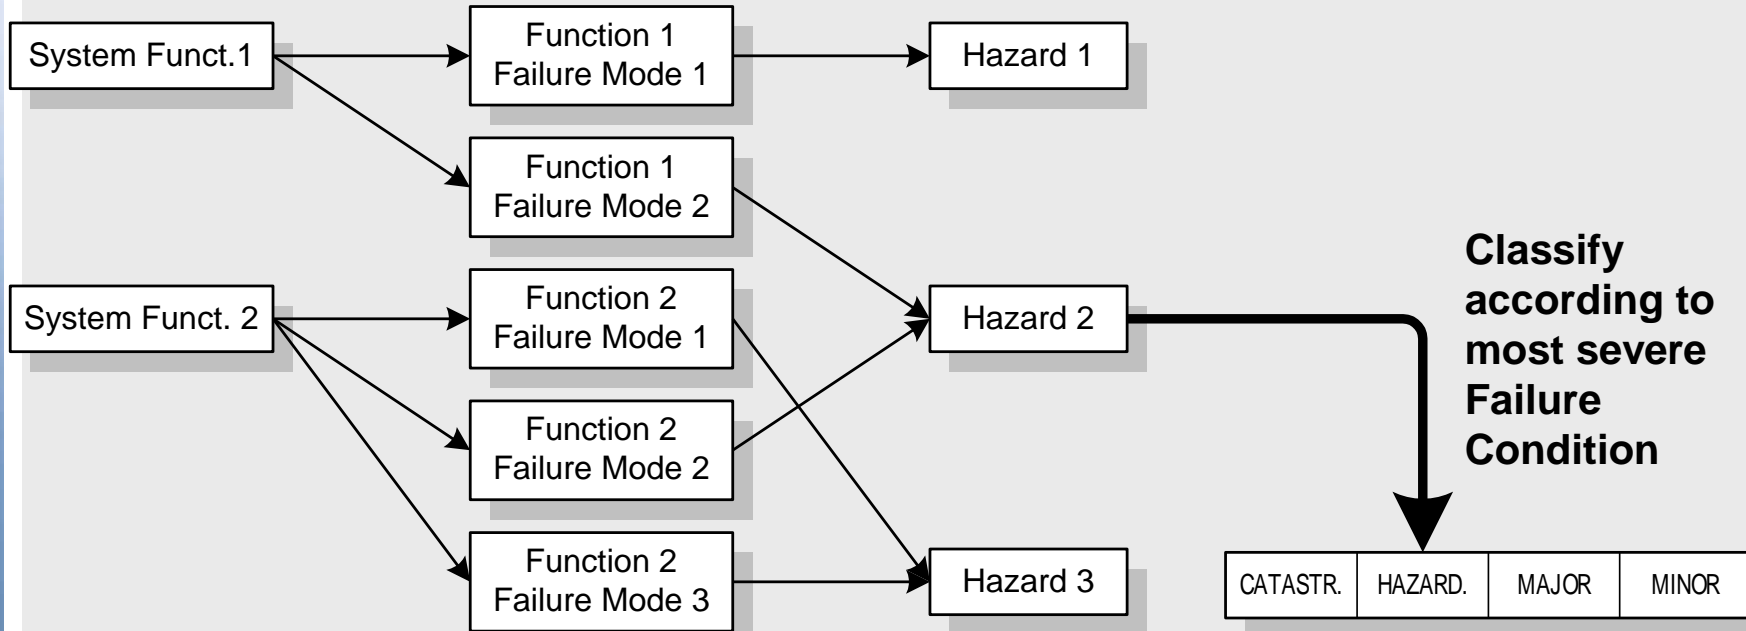 System Funct.1
Function 1
Failure Mode 1
Hazard 1
Function 1
Failure Mode 2
System Funct. 2
Function 2
Failure Mode 1
Hazard 2
Classify
according to
most severe
Failure
Condition
Function 2
Failure Mode 2
Function 2
Failure Mode 3
Hazard 3
CATASTR. HAZARD. MAJOR MINOR